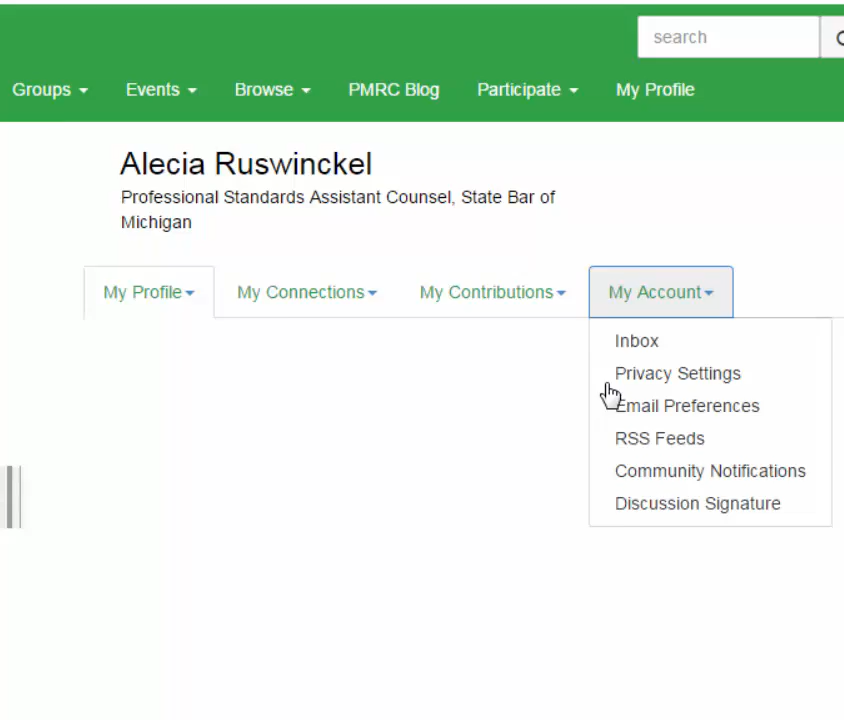 search
Groups Events Browse PMRC Blog Participate My Profile
Alecia Ruswinckel
Professional Standards Assistant Counsel, State Bar of
Michigan
My Profile My Connections My Contributions My Account
Inbox
Privacy Settings
Email Preferences
RSS Feeds
Community Notifications
Discussion Signature